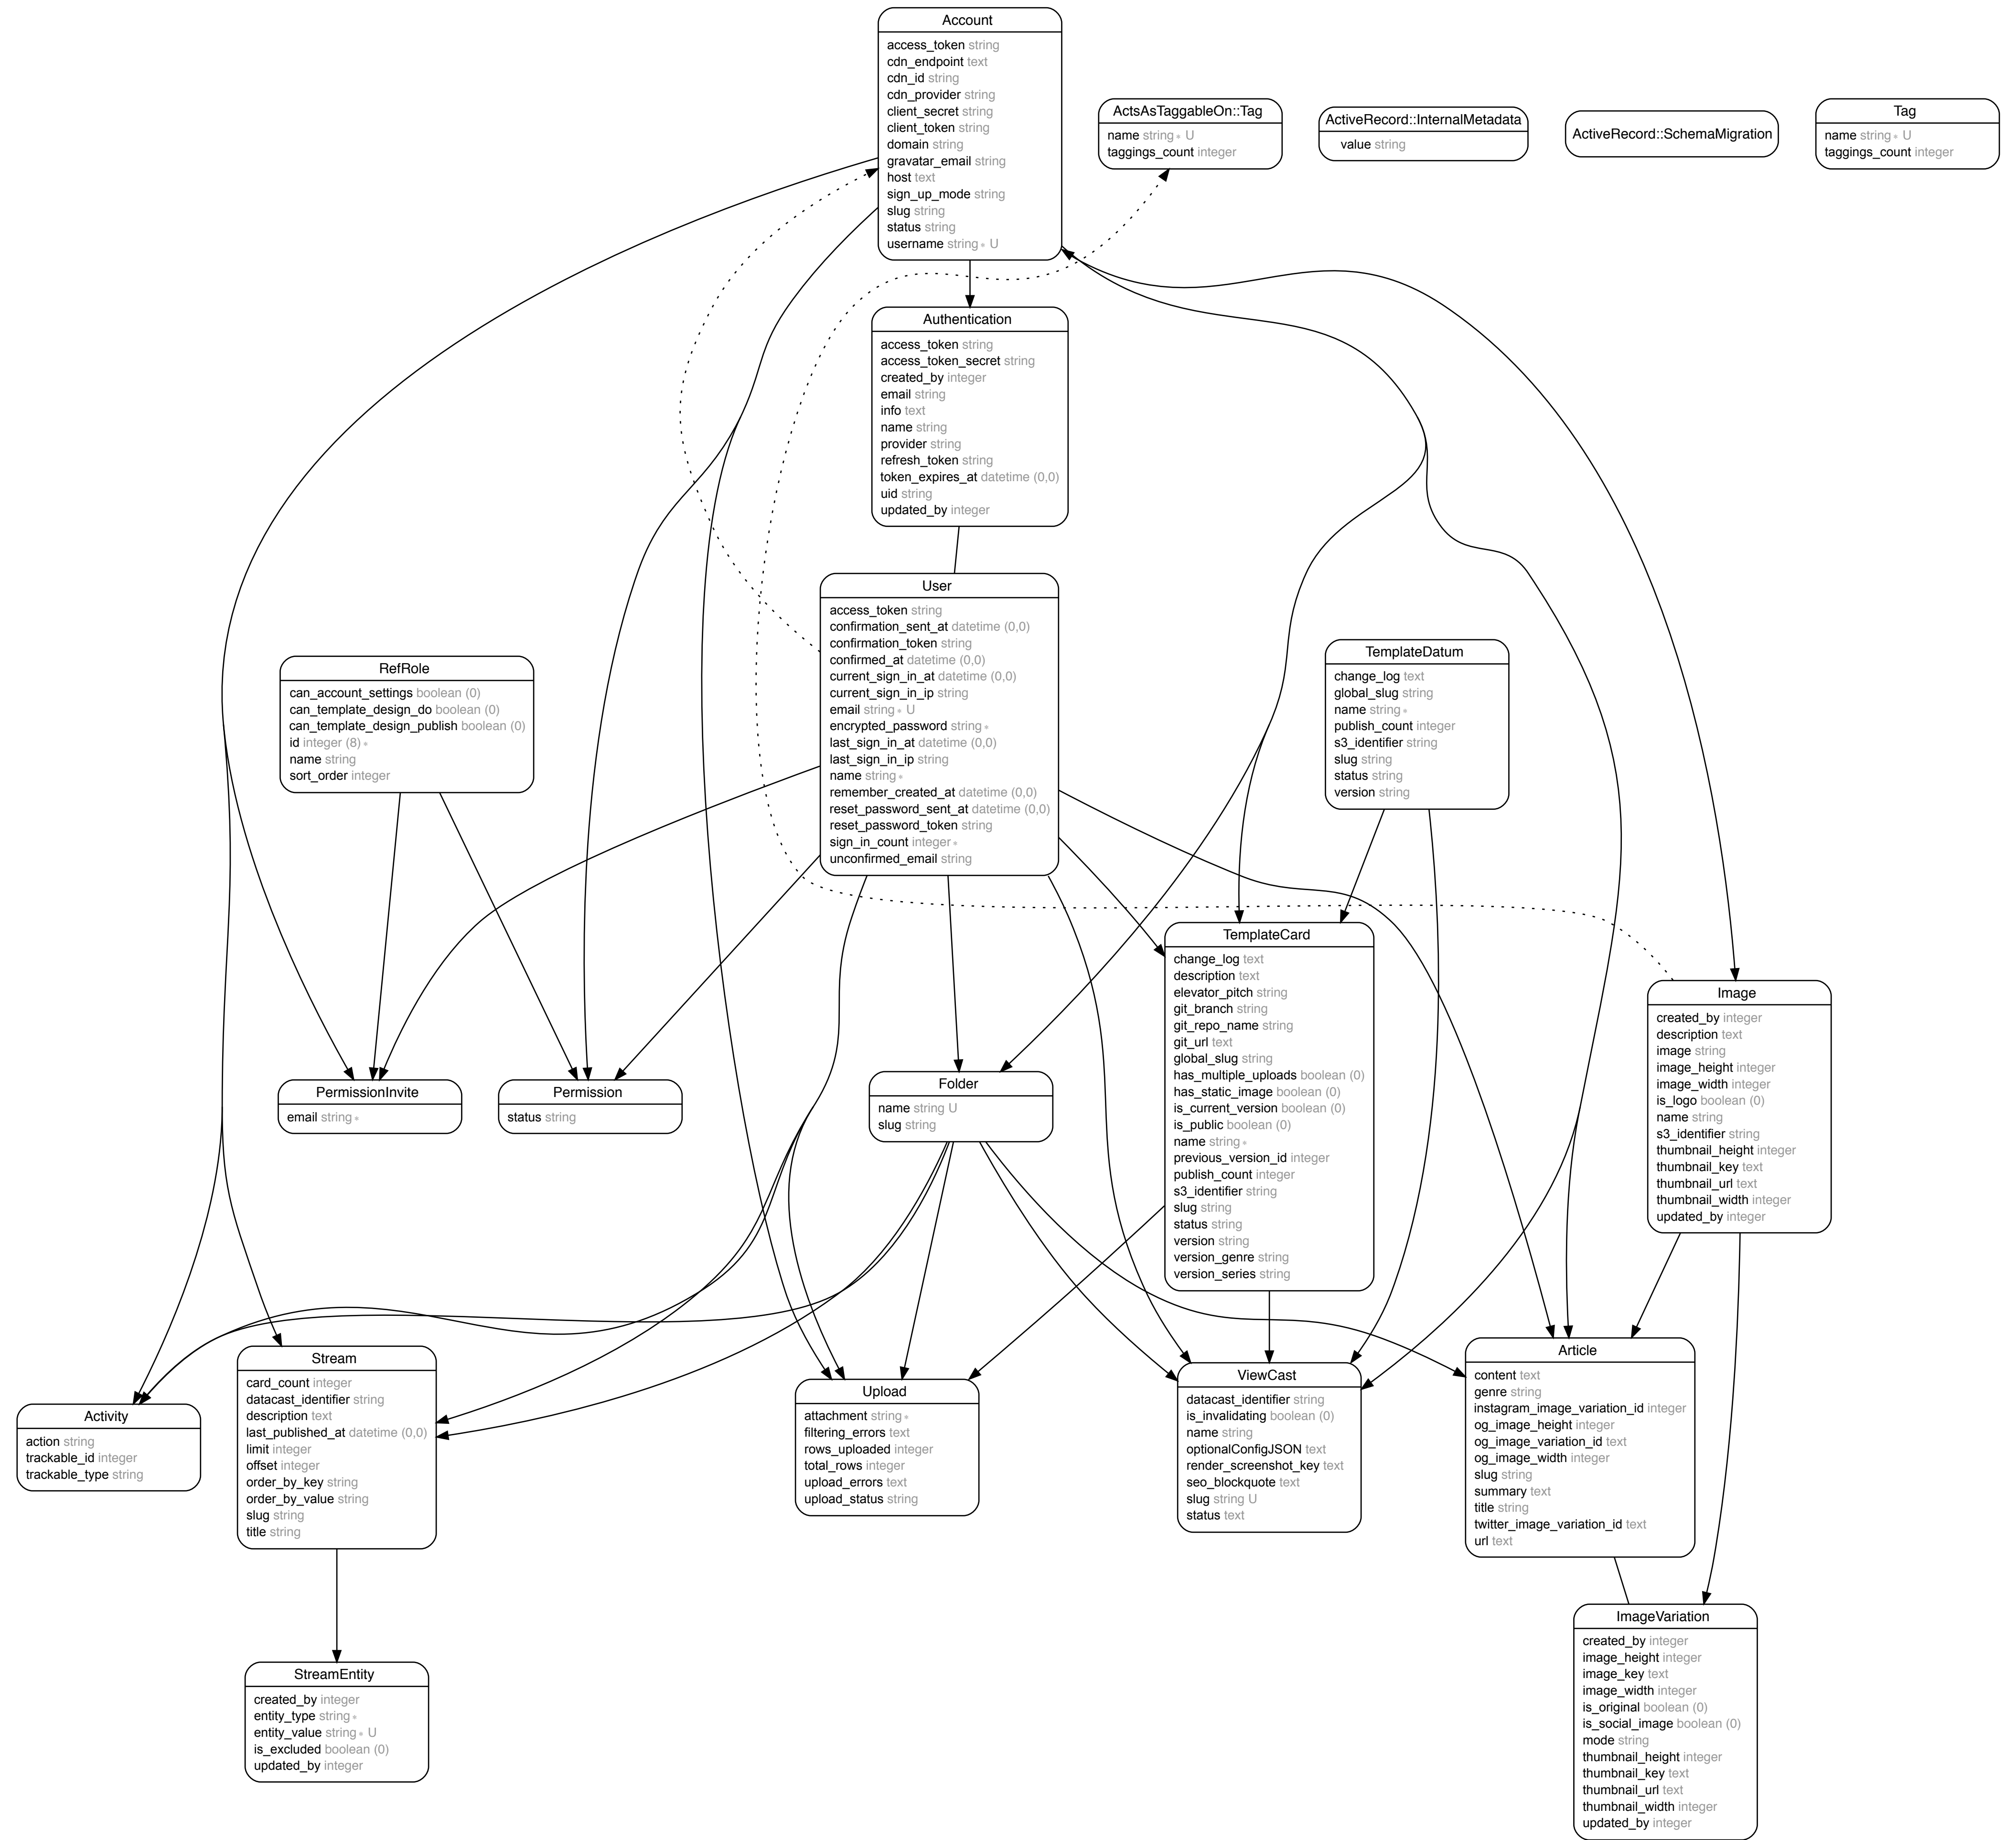 Account
access_token string
cdn_endpoint text
cdn_id string
cdn_provider string
client_secret string
client_token string
domain string
gravatar_email string
host text
sign_up_mode string
slug string
status string
username string * U
ActsAsTaggableOn::Tag
name string * U
taggings_count integer
ActiveRecord::InternalMetadata
value string
ActiveRecord::SchemaMigration
Tag
name string * U
taggings_count integer
Authentication
access_token string
access_token_secret string
created_by integer
email string
info text
name string
provider string
refresh_token string
token_expires_at datetime (0,0)
uid string
updated_by integer
User
access_token string
confirmation_sent_at datetime (0,0)
confirmation_token string
confirmed_at datetime (0,0)
current_sign_in_at datetime (0,0)
current_sign_in_ip string
email string * U
encrypted_password string *
last_sign_in_at datetime (0,0)
last_sign_in_ip string
name string *
remember_created_at datetime (0,0)
reset_password_sent_at datetime (0,0)
reset_password_token string
sign_in_count integer *
unconfirmed_email string
RefRole
can_account_settings boolean (0)
can_template_design_do boolean (0)
can_template_design_publish boolean (0)
id integer (8) *
name string
sort_order integer
TemplateDatum
change_log text
global_slug string
name string *
publish_count integer
s3_identifier string
slug string
status string
version string
TemplateCard
change_log text
description text
elevator_pitch string
git_branch string
git_repo_name string
git_url text
global_slug string
has_multiple_uploads boolean (0)
has_static_image boolean (0)
is_current_version boolean (0)
is_public boolean (0)
name string *
previous_version_id integer
publish_count integer
s3_identifier string
slug string
status string
version string
version_genre string
version_series string
Image
created_by integer
description text
image string
image_height integer
image_width integer
is_logo boolean (0)
name string
s3_identifier string
thumbnail_height integer
thumbnail_key text
thumbnail_url text
thumbnail_width integer
updated_by integer
PermissionInvite
email string *
Permission
status string
Folder
name string U
slug string
Activity
action string
trackable_id integer
trackable_type string
Stream
card_count integer
datacast_identifier string
description text
last_published_at datetime (0,0)
limit integer
offset integer
order_by_key string
order_by_value string
slug string
title string
Upload
attachment string *
filtering_errors text
rows_uploaded integer
total_rows integer
upload_errors text
upload_status string
ViewCast
datacast_identifier string
is_invalidating boolean (0)
name string
optionalConfigJSON text
render_screenshot_key text
seo_blockquote text
slug string U
status text
Article
content text
genre string
instagram_image_variation_id integer
og_image_height integer
og_image_variation_id text
og_image_width integer
slug string
summary text
title string
twitter_image_variation_id text
url text
StreamEntity
created_by integer
entity_type string *
entity_value string * U
is_excluded boolean (0)
updated_by integer
ImageVariation
created_by integer
image_height integer
image_key text
image_width integer
is_original boolean (0)
is_social_image boolean (0)
mode string
thumbnail_height integer
thumbnail_key text
thumbnail_url text
thumbnail_width integer
updated_by integer